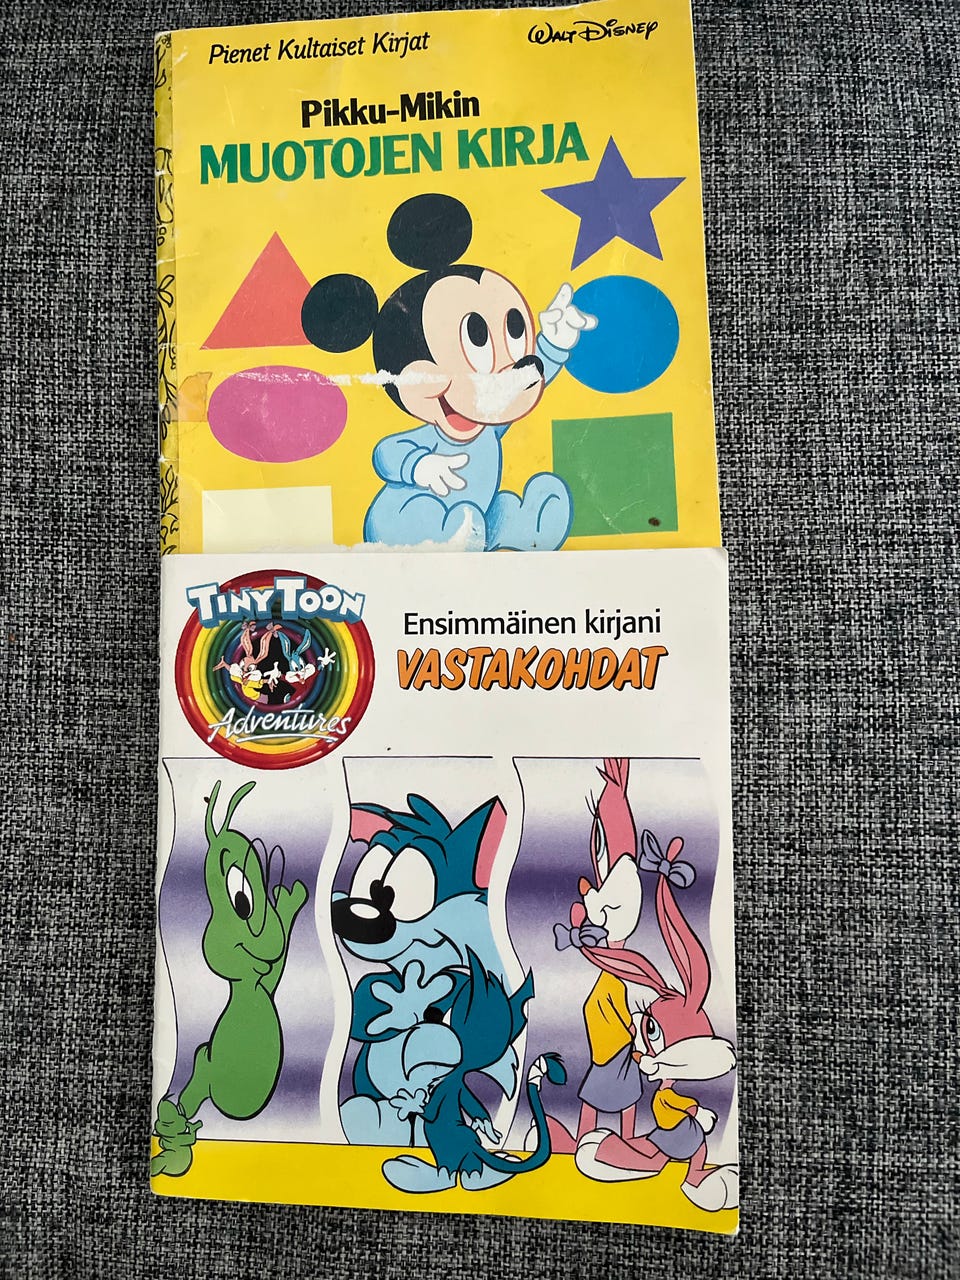 Pienet Kultaiset Kirjat
WALT DISNEY
Pikku-Mikin
MUOTOJEN KIRJA
TINY TOON
Adventures
Ensimmäinen kirjani
VASTAKOHDAT